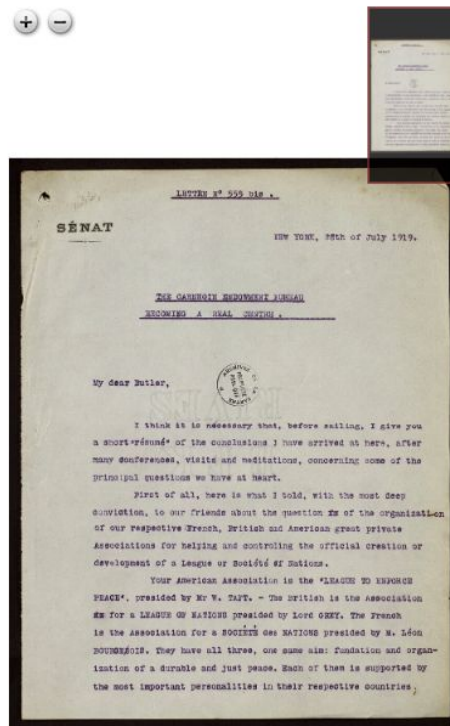 LETTER Nº 555 bis .
SÉNAT
NEW YORK, 28th of July 1919.
THE CARNEGIE ENDOWMENT BUREAU
BECOMING A REAL CENTRE .
My dear Butler,
I think it is necessary that, before sailing, I give you
a short "résumé" of the conclusions I have arrived at here, after
many conferences, visits and meditations, concerning some of the
principal questions we have at heart.
First of all, here is what I told, with the most deep
conviction, to our friends about the question of the organization
of our respective French, British and American great private
Associations for helping and controling the official creation or
development of a League or Société of Nations.
Your American Association is the "LEAGUE TO ENFORCE
PEACE", presided by Mr W. TAFT. - The British is the Association
for a LEAGUE OF NATIONS presided by Lord GREY. The French
is the Association for a SOCIÉTÉ des NATIONS presided by M. Léon
BOURGEOIS. They have all three, one same aim: fundation and organ-
ization of a durable and just peace. Each of them is supported by
the most important personalities in their respective countries.